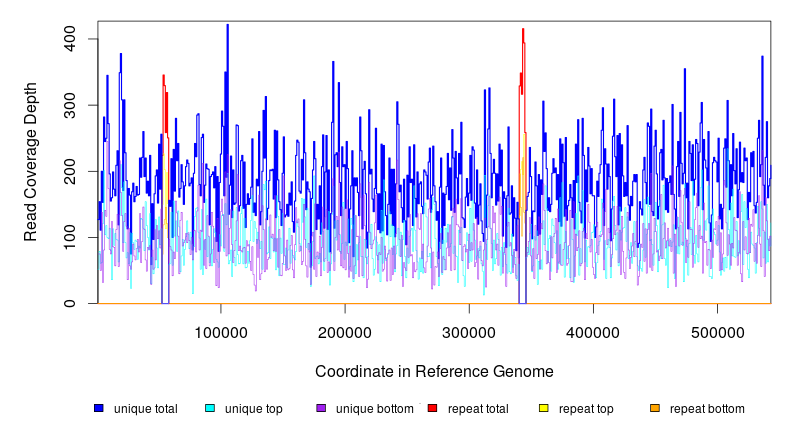 400
300
200
100
0
Read Coverage Depth
100000 200000 300000 400000 500000
Coordinate in Reference Genome
unique total unique top unique bottom repeat total repeat top repeat bottom